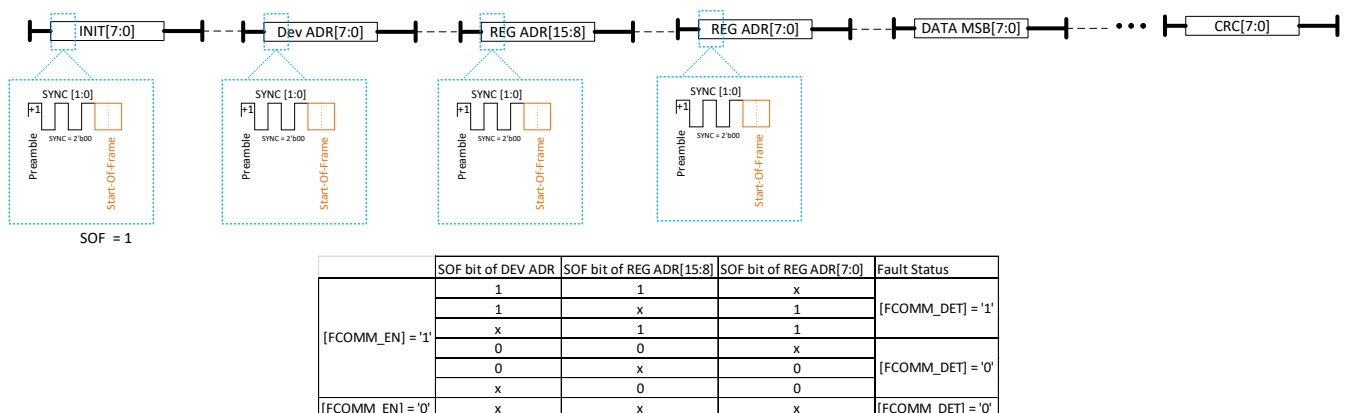 INIT[7:0]
Dev ADR[7:0]
REG ADR[15:8]
REG ADR[7:0]
DATA MSB[7:0]
CRC[7:0]
SYNC [1:0]
+1
SYNC = 2'b00
Preamble
Start-Of-Frame
SYNC [1:0]
+1
SYNC = 2'b00
Preamble
Start-Of-Frame
SYNC [1:0]
+1
SYNC = 2'b00
Preamble
Start-Of-Frame
SYNC [1:0]
+1
SYNC = 2'b00
Preamble
Start-Of-Frame
SOF = 1
SOF bit of DEV ADR SOF bit of REG ADR[15:8] SOF bit of REG ADR[7:0] Fault Status
[FCOMM_EN] = '1'
1 1 x
1 x 1
x 1 1
[FCOMM_DET] = '1'
0 0 x
0 x 0
x 0 0
[FCOMM_DET] = '0'
[FCOMM_EN] = '0' x x x [FCOMM_DET] = '0'